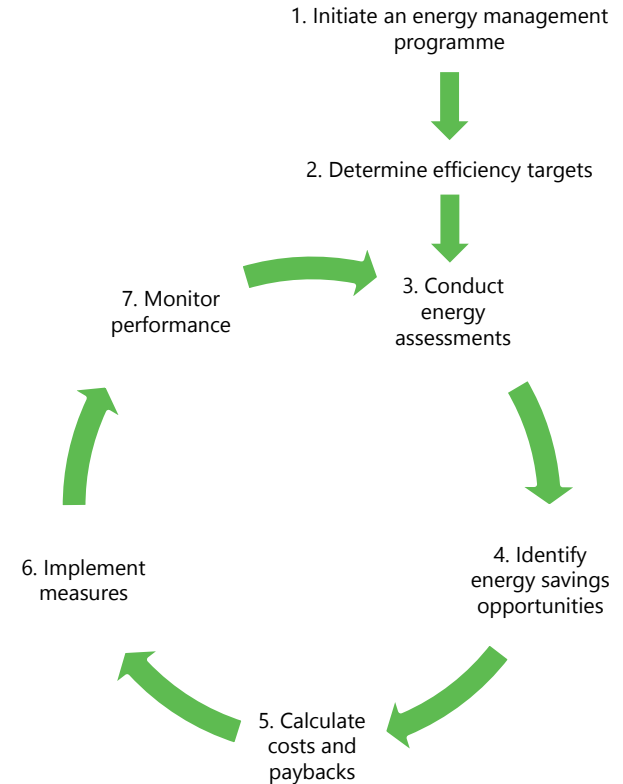 1. Initiate an energy management
programme
2. Determine efficiency targets
3. Conduct
energy
assessments
4. Identify
energy savings
opportunities
5. Calculate
costs and
paybacks
6. Implement
measures
7. Monitor
performance